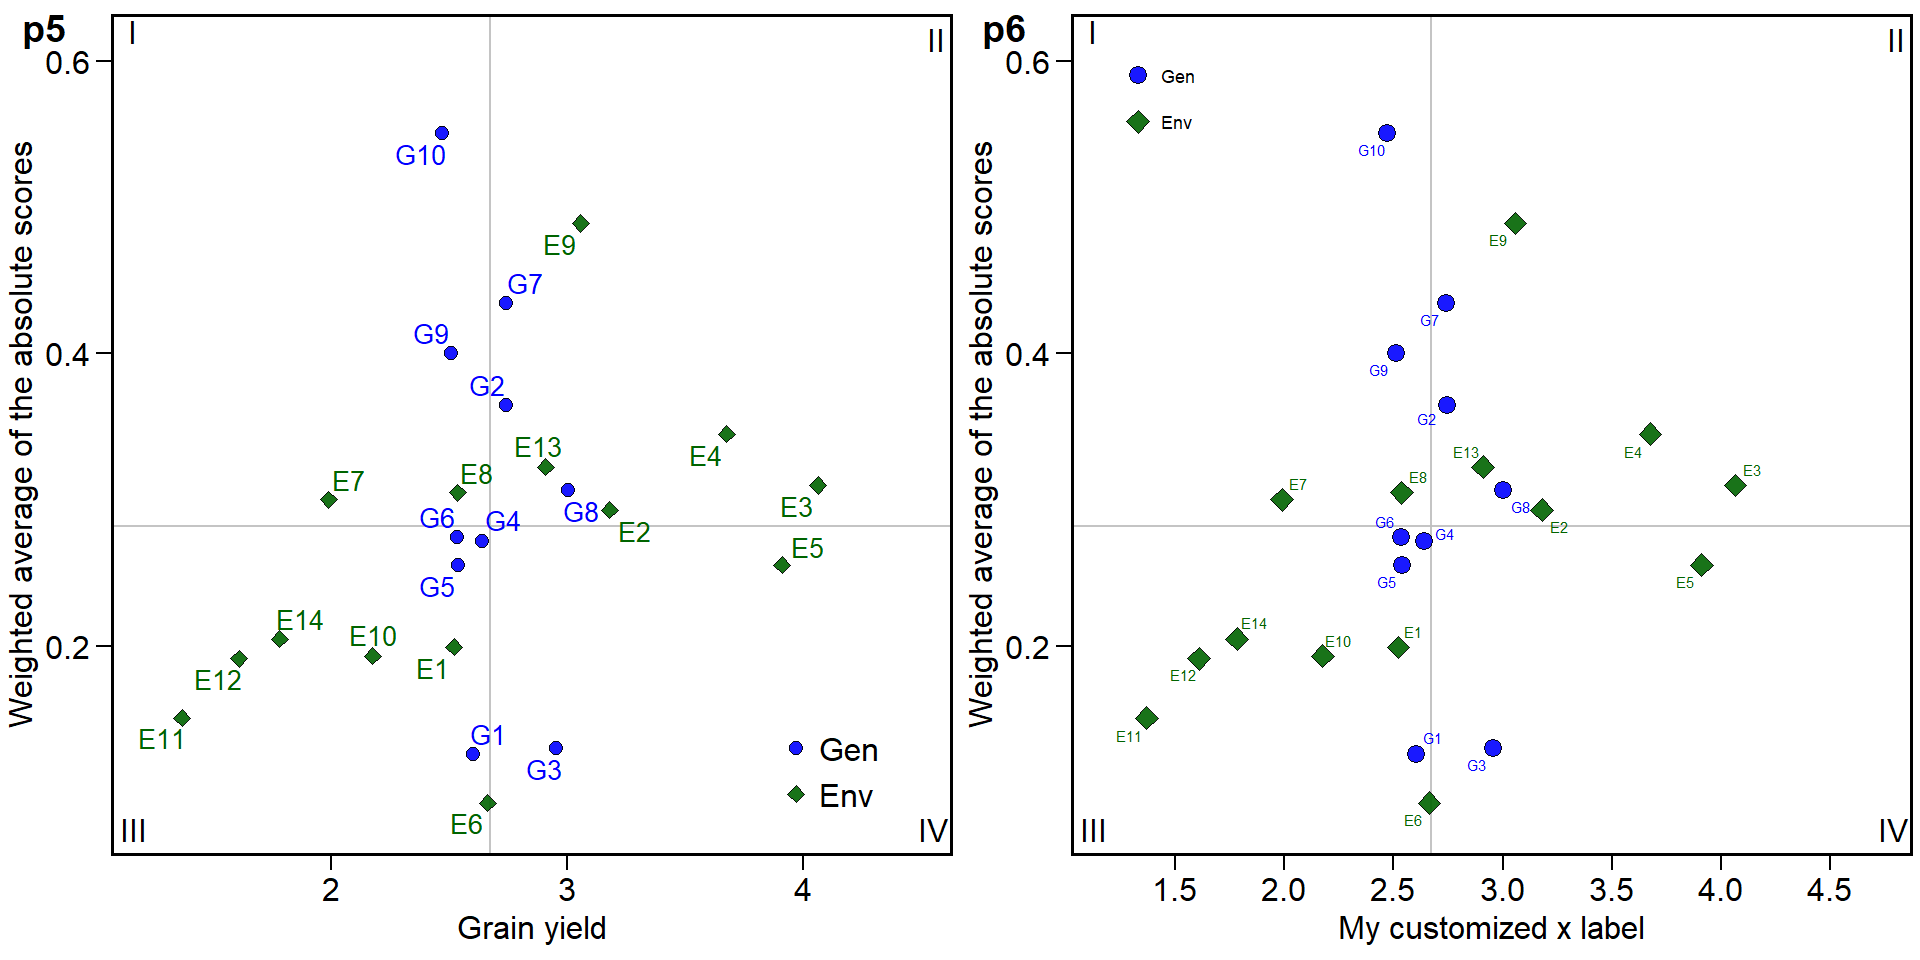 p5
I
II
0.6
G10
E9
G7
G9
0.4
G2
E13
E4
E8
E7
E3
G8
G6
G4
E2
E5
G5
E14
E10
0.2
E1
E12
G1
E11
Gen
G3
Env
E6
III
IV
2
3
4
Grain yield
Weighted average of the absolute scores
p6
I
II
0.6
Gen
Env
G10
E9
G7
0.4
G9
G2
E13
E4
E3
E8
E7
G8
G6
E2
G4
G5
E5
E14
E1
E10
0.2
E12
E11
G1
G3
E6
III
IV
1.5
2.0
2.5
3.0
3.5
4.0
4.5
My customized x label
Weighted average of the absolute scores